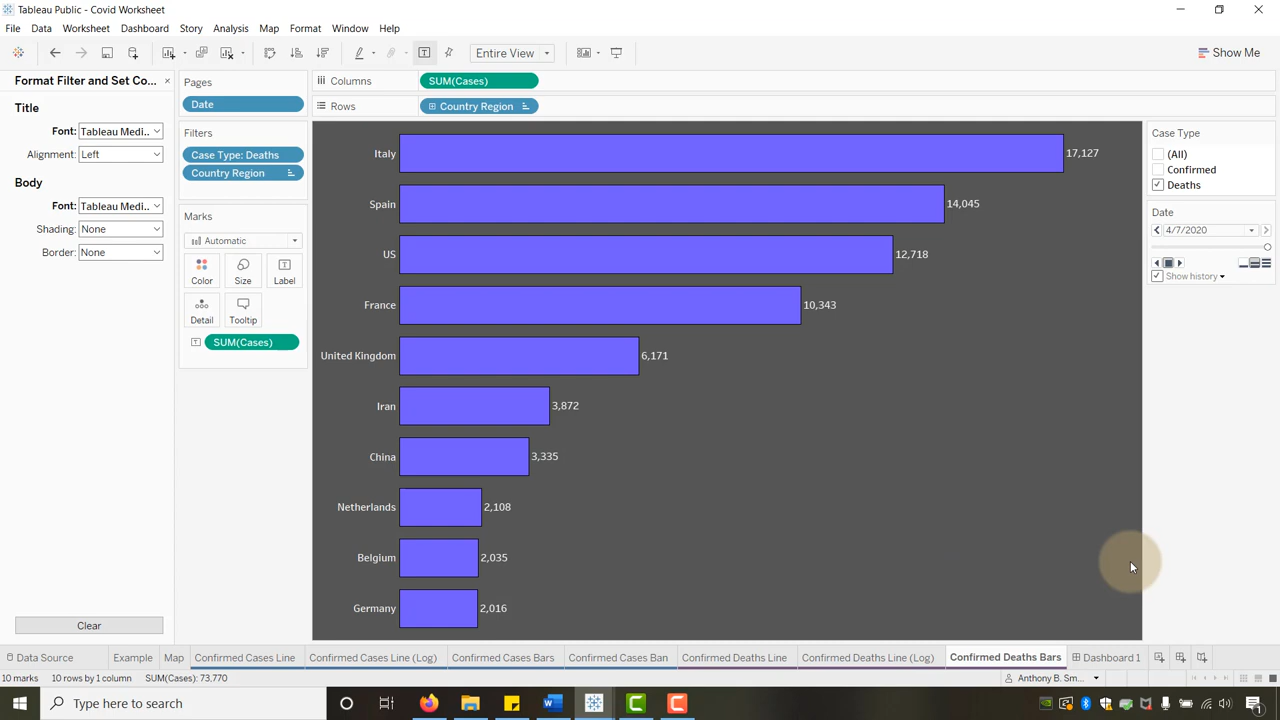 Tableau Public - Covid Worksheet
File Data Worksheet Dashboard Story Analysis Map Format Window Help
Entire View
Show Me
Format Filter and Set Co... ×
Title
Font: Tableau Medi..
Alignment: Left
Body
Font: Tableau Medi..
Shading: None
Border: None
Clear
Pages
Date
Filters
Case Type: Deaths
Country Region
Marks
Automatic
Color Size Label
Detail Tooltip
SUM(Cases)
Columns SUM(Cases)
Rows Country Region
Italy 17,127
Spain 14,045
US 12,718
France 10,343
United Kingdom 6,171
Iran 3,872
China 3,335
Netherlands 2,108
Belgium 2,035
Germany 2,016
Case Type
(All)
Confirmed
Deaths
Date
4/7/2020
Show history
Data Source Example Map Confirmed Cases Line Confirmed Cases Line (Log) Confirmed Cases Bars Confirmed Cases Ban Confirmed Deaths Line Confirmed Deaths Line (Log) Confirmed Deaths Bars Dashboard 1
10 marks 10 rows by 1 column SUM(Cases): 73,770 Anthony B. Sm...
Type here to search